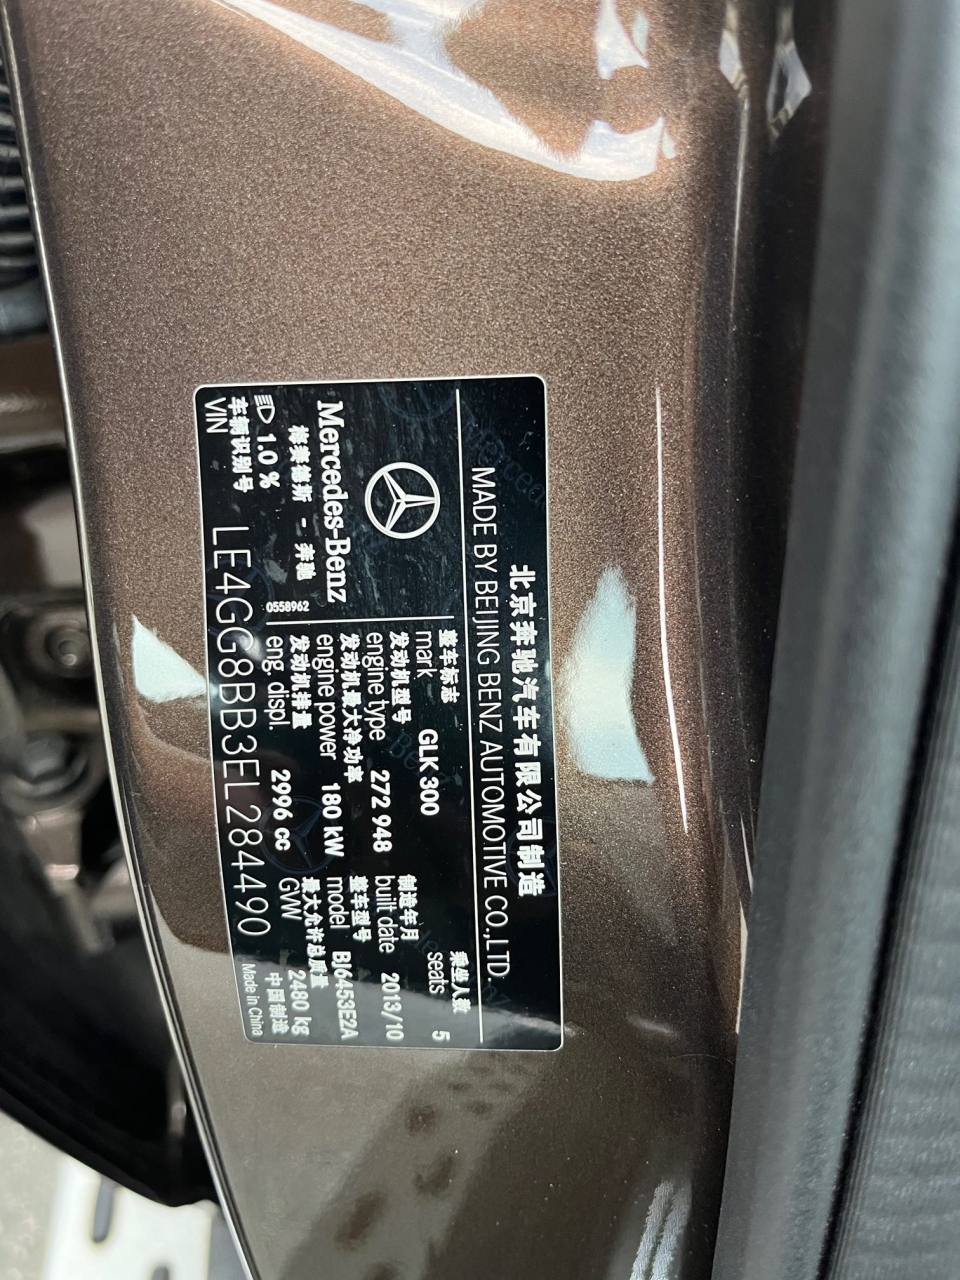 北京奔驰汽车有限公司制造
MADE BY BEIJING BENZ AUTOMOTIVE CO.,LTD.
Mercedes-Benz
梅赛德斯 - 奔驰
1.0 %
0558962
整车标志
mark GLK 300
乘坐人数
seats 5
发动机型号
engine type 272 948
制造年月
built date 2013/10
发动机最大净功率
engine power 180 kW
整车型号
model BJ6453E2A
发动机排量
eng. displ. 2996 cc
最大允许总质量
GVW 2480 kg
车辆识别号
VIN LE4GG8BB3EL284490
中国制造
Made in China